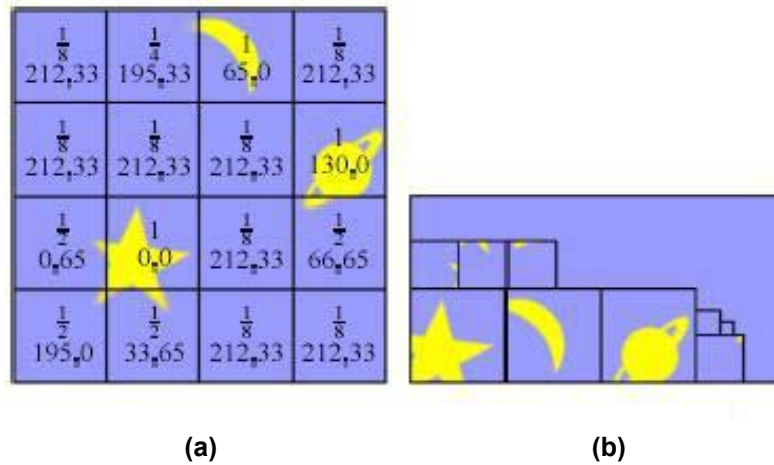 1/8 1/4 1 1/8
212,33 195,33 65,0 212,33
1/8 1/8 1/8 1
212,33 212,33 212,33 130,0
1/2 1 1/8 1/2
0,65 0,0 212,33 66,65
1/2 1/2 1/8 1/8
195,0 33,65 212,33 212,33
(a) (b)